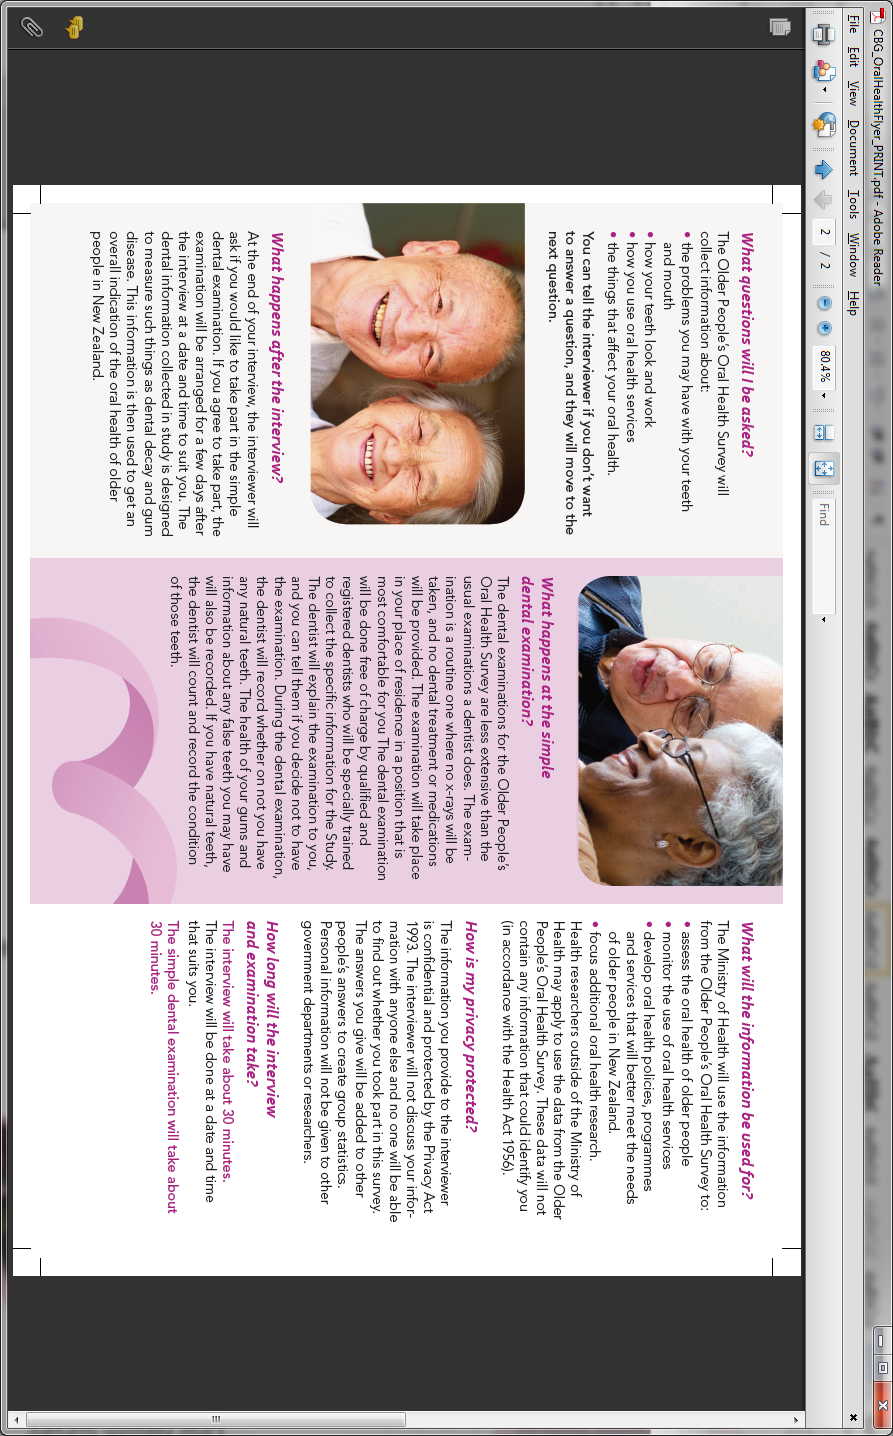 CBG_OralHealthFlyer_PRINT.pdf - Adobe Reader
File Edit View Document Tools Window Help
2 / 2 80.4% Find
What questions will I be asked?
The Older People's Oral Health Survey will
collect information about:
• the problems you may have with your teeth
and mouth
• how your teeth look and work
• how you use oral health services
• the things that affect your oral health.
You can tell the interviewer if you don't want
to answer a question, and they will move to the
next question.
What happens after the interview?
At the end of your interview, the interviewer will
ask if you would like to take part in the simple
dental examination. If you agree to take part, the
examination will be arranged for a few days after
the interview at a date and time to suit you. The
dental information collected in study is designed
to measure such things as dental decay and gum
disease. This information is then used to get an
overall indication of the oral health of older
people in New Zealand.
What happens at the simple
dental examination?
The dental examinations for the Older People's
Oral Health Survey are less extensive than the
usual examinations a dentist does. The exam-
ination is a routine one where no x-rays will be
taken, and no dental treatment or medications
will be provided. The examination will take place
in your place of residence in a position that is
most comfortable for you The dental examination
will be done free of charge by qualified and
registered dentists who will be specially trained
to collect the specific information for the Study.
The dentist will explain the examination to you,
and you can tell them if you decide not to have
the examination. During the dental examination,
the dentist will record whether on not you have
any natural teeth. The health of your gums and
information about any false teeth you may have
will also be recorded. If you have natural teeth,
the dentist will count and record the condition
of those teeth.
What will the information be used for?
The Ministry of Health will use the information
from the Older People's Oral Health Survey to:
• assess the oral health of older people
• monitor the use of oral health services
• develop oral health policies, programmes
and services that will better meet the needs
of older people in New Zealand.
• focus additional oral health research.
Health researchers outside of the Ministry of
Health may apply to use the data from the Older
People's Oral Health Survey. These data will not
contain any information that could identify you
(in accordance with the Health Act 1956).
How is my privacy protected?
The information you provide to the interviewer
is confidential and protected by the Privacy Act
1993. The interviewer will not discuss your infor-
mation with anyone else and no one will be able
to find out whether you took part in this survey.
The answers you give will be added to other
people's answers to create group statistics.
Personal information will not be given to other
government departments or researchers.
How long will the interview
and examination take?
The interview will take about 30 minutes.
The interview will be done at a date and time
that suits you.
The simple dental examination will take about
30 minutes.